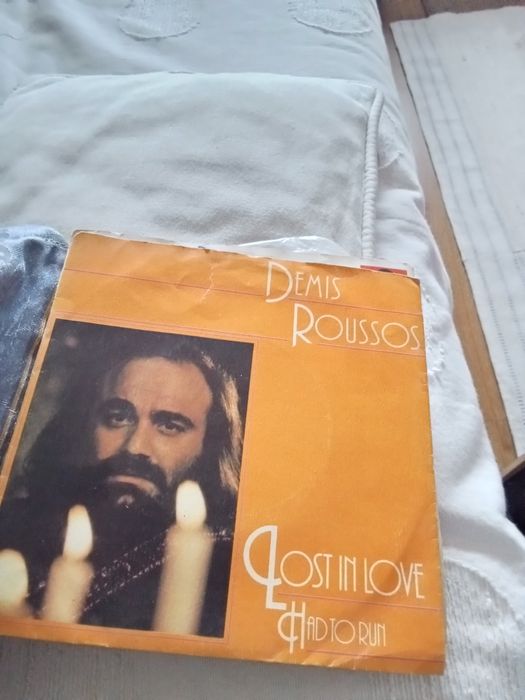 DEMIS
ROUSSOS
LOST IN LOVE
HAD TO RUN